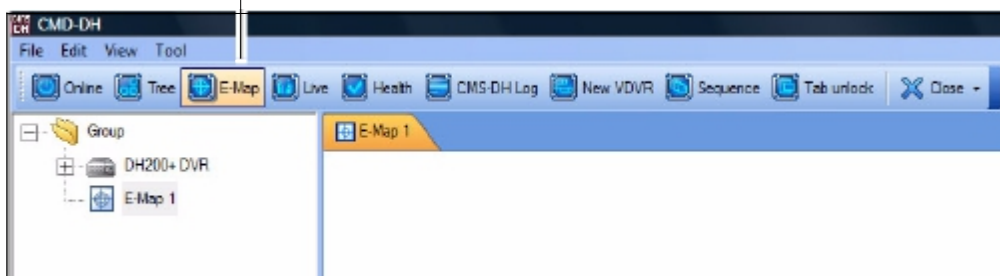 CMD-DH
File Edit View Tool
Online Tree E-Map Live Health CMS-DH Log New VDVR Sequence Tab unlock Close
Group
E-Map 1
DH200+ DVR
E-Map 1